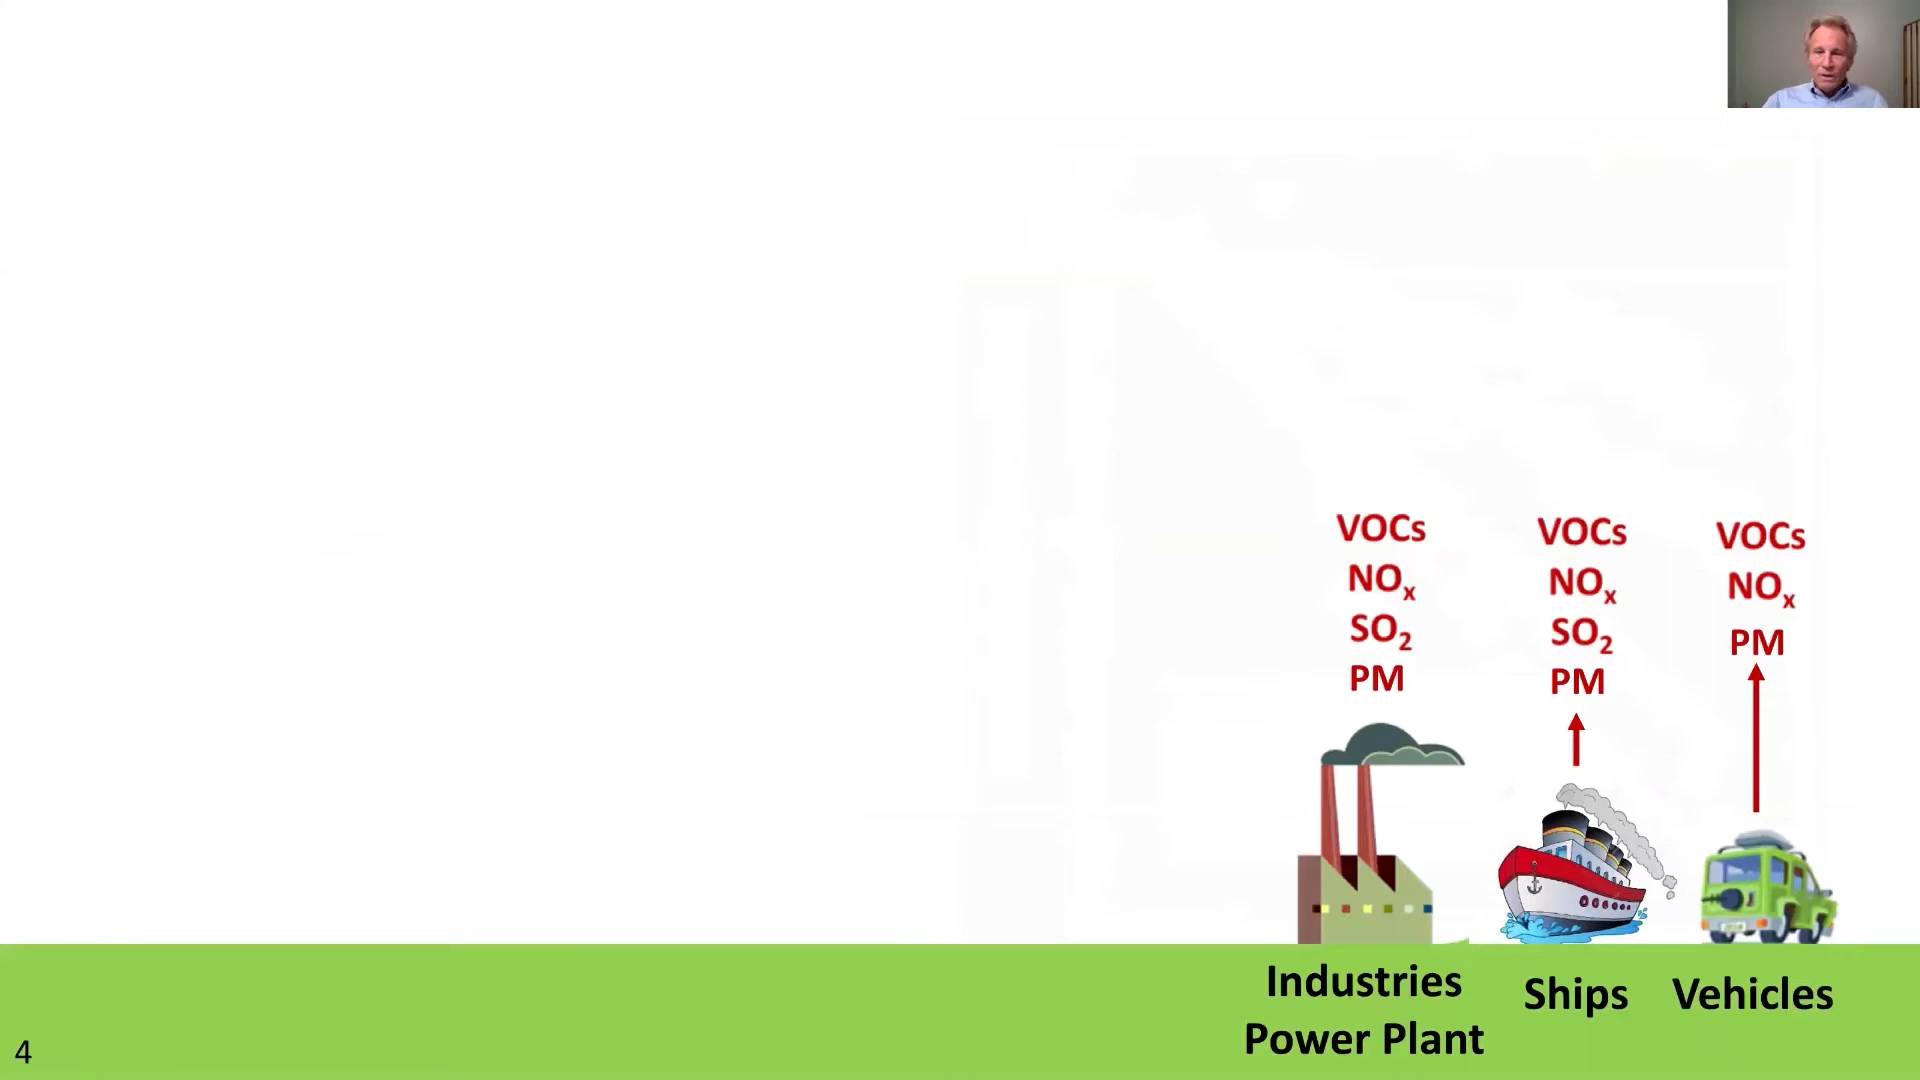 VOCs
NOx
SO2
PM
VOCs
NOx
SO2
PM
VOCs
NOx
PM
Industries
Power Plant
Ships
Vehicles
4